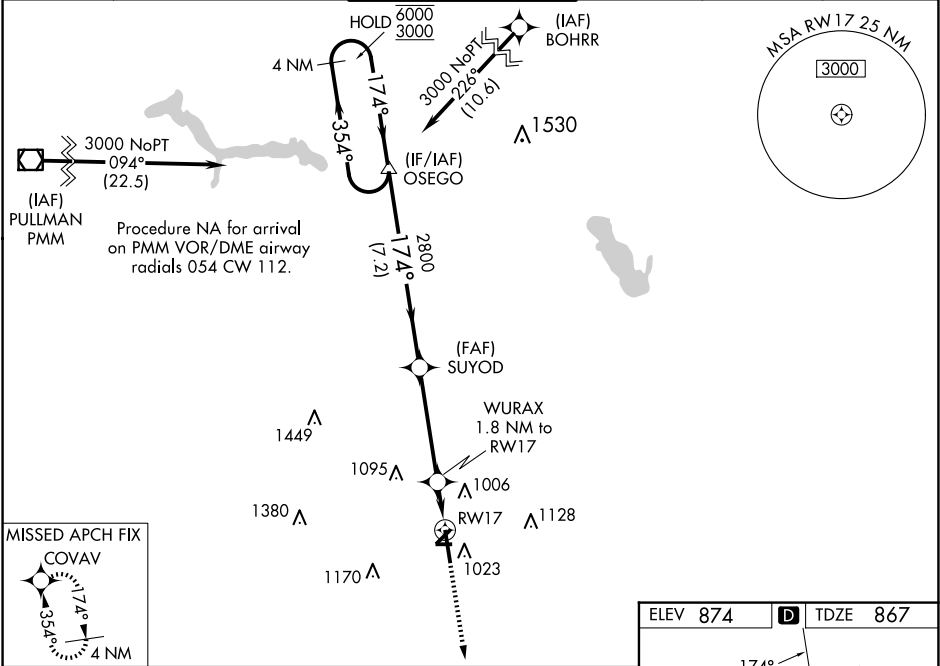 HOLD 6000
3000
(IAF)
BOHRR
4 NM
174°
354°
3000 NoPT
226°
(10.6)
MSA RW17 25 NM
3000
1530
3000 NoPT
094°
(22.5)
(IAF)
PULLMAN
PMM
(IF/IAF)
OSEGO
Procedure NA for arrival
on PMM VOR/DME airway
radials 054 CW 112.
2800
174°
(7.2)
(FAF)
SUYOD
WURAX
1.8 NM to
RW17
1449
1095
1006
1380
RW17
1128
1023
1170
4
MISSED APCH FIX
COVAV
174°
354°
4 NM
ELEV 874 D TDZE 867
174°